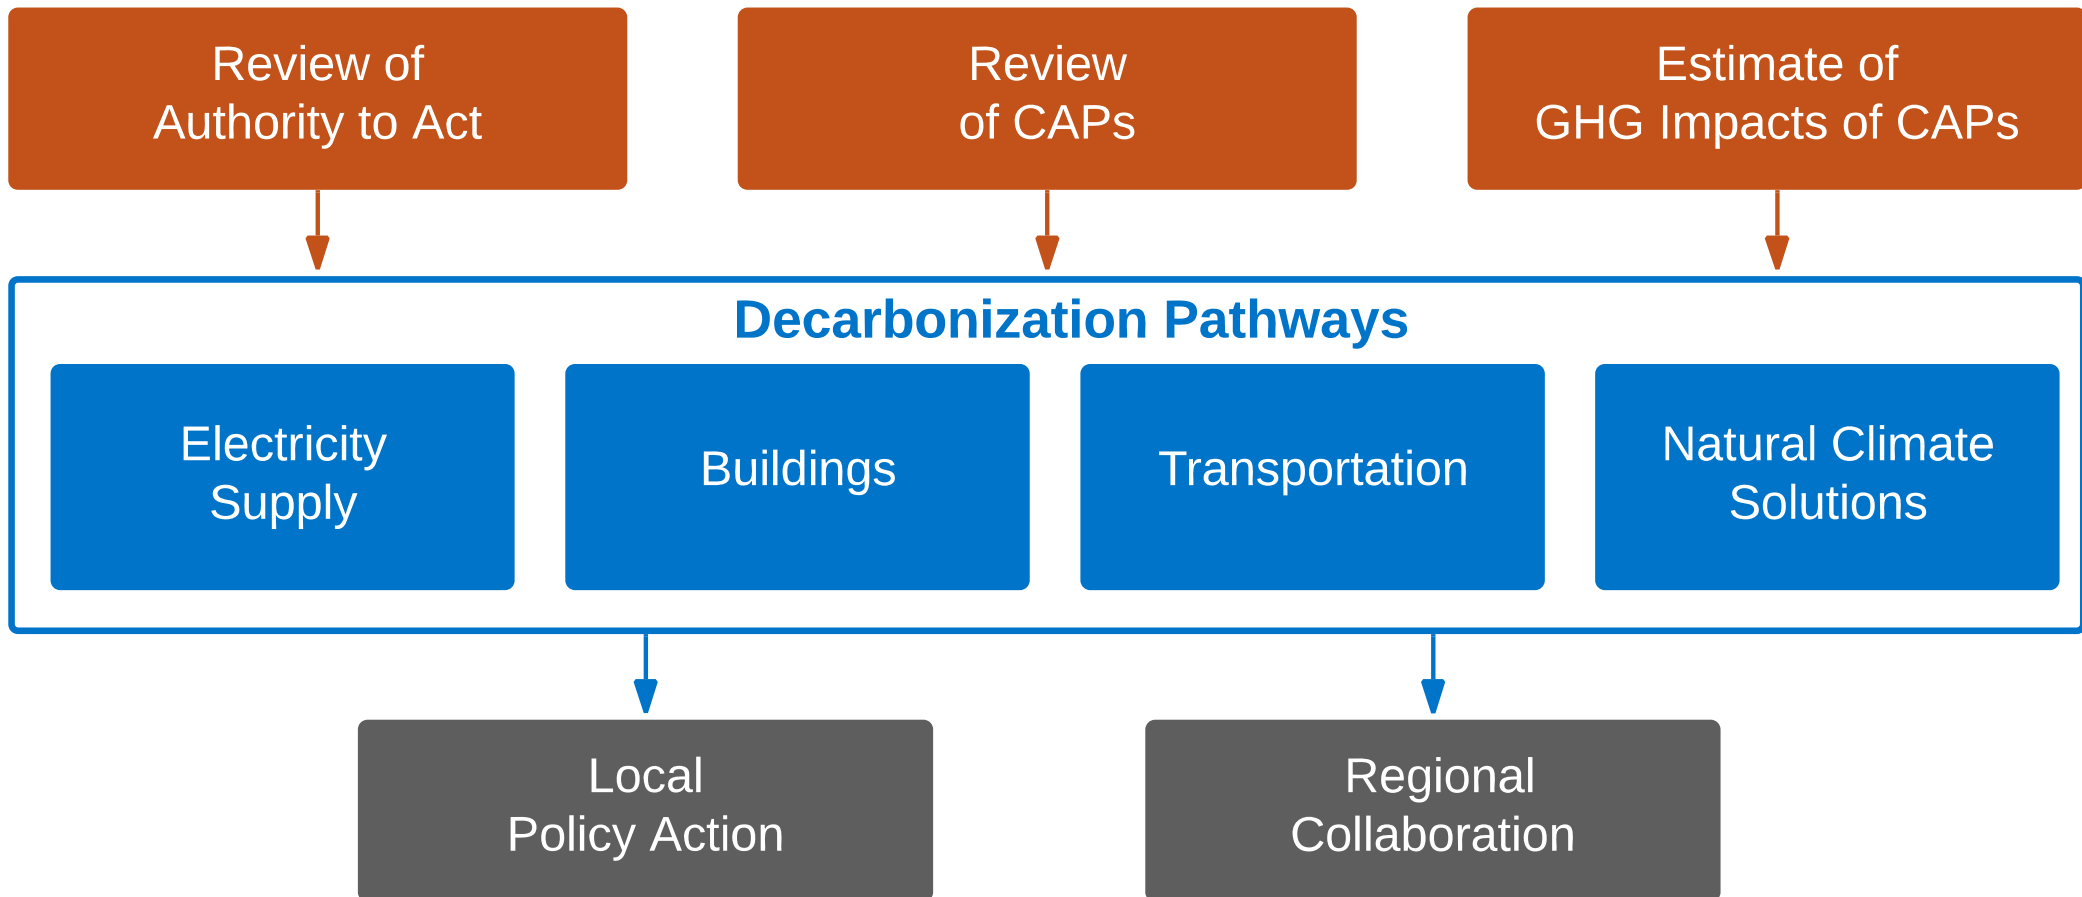 Review of
Authority to Act
Review
of CAPs
Estimate of
GHG Impacts of CAPs
Decarbonization Pathways
Electricity
Supply
Buildings
Transportation
Natural Climate
Solutions
Local
Policy Action
Regional
Collaboration